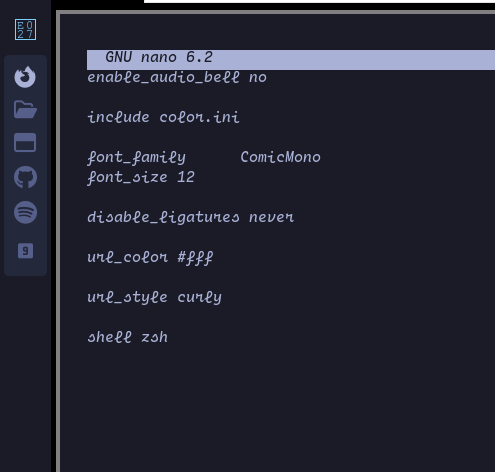 E0
27
GNU nano 6.2
enable_audio_bell no
include color.ini
font_family      ComicMono
font_size 12
disable_ligatures never
url_color #fff
url_style curly
shell zsh
9